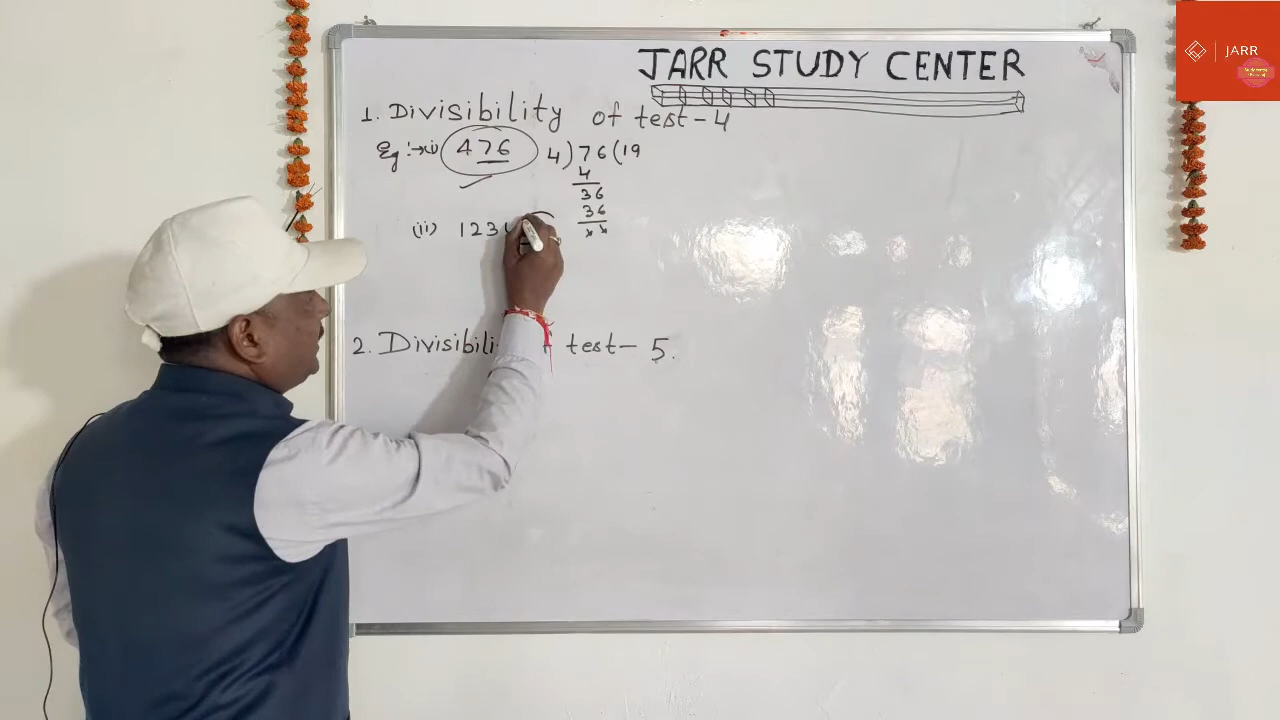 JARR STUDY CENTER
JARR
1. Divisibility of test-4
Eg:→(i) 476 4)76(19
4
36
36
x x
(ii) 123
2. Divisibili test- 5.